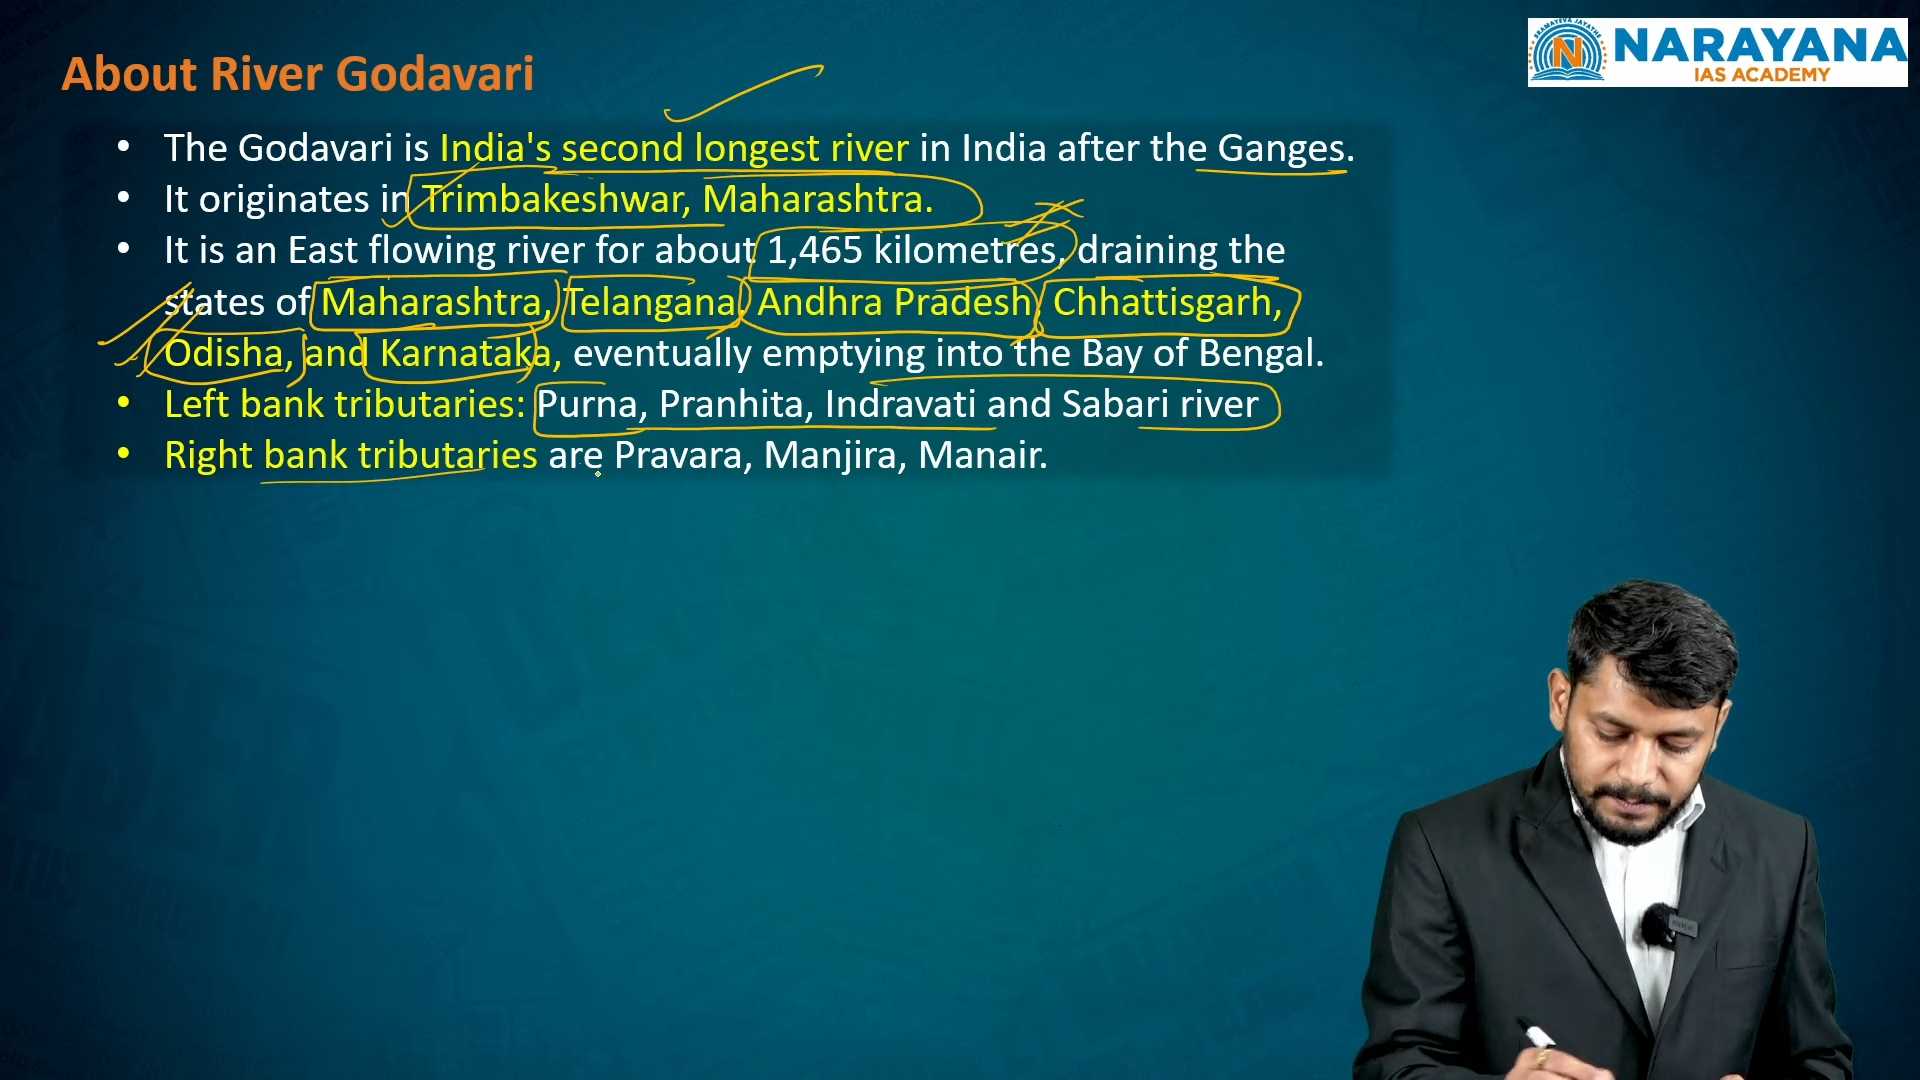 About River Godavari
NARAYANA
IAS ACADEMY
• The Godavari is India's second longest river in India after the Ganges.
• It originates in Trimbakeshwar, Maharashtra.
• It is an East flowing river for about 1,465 kilometres, draining the
states of Maharashtra, Telangana, Andhra Pradesh, Chhattisgarh,
Odisha, and Karnataka, eventually emptying into the Bay of Bengal.
• Left bank tributaries: Purna, Pranhita, Indravati and Sabari river
• Right bank tributaries are Pravara, Manjira, Manair.